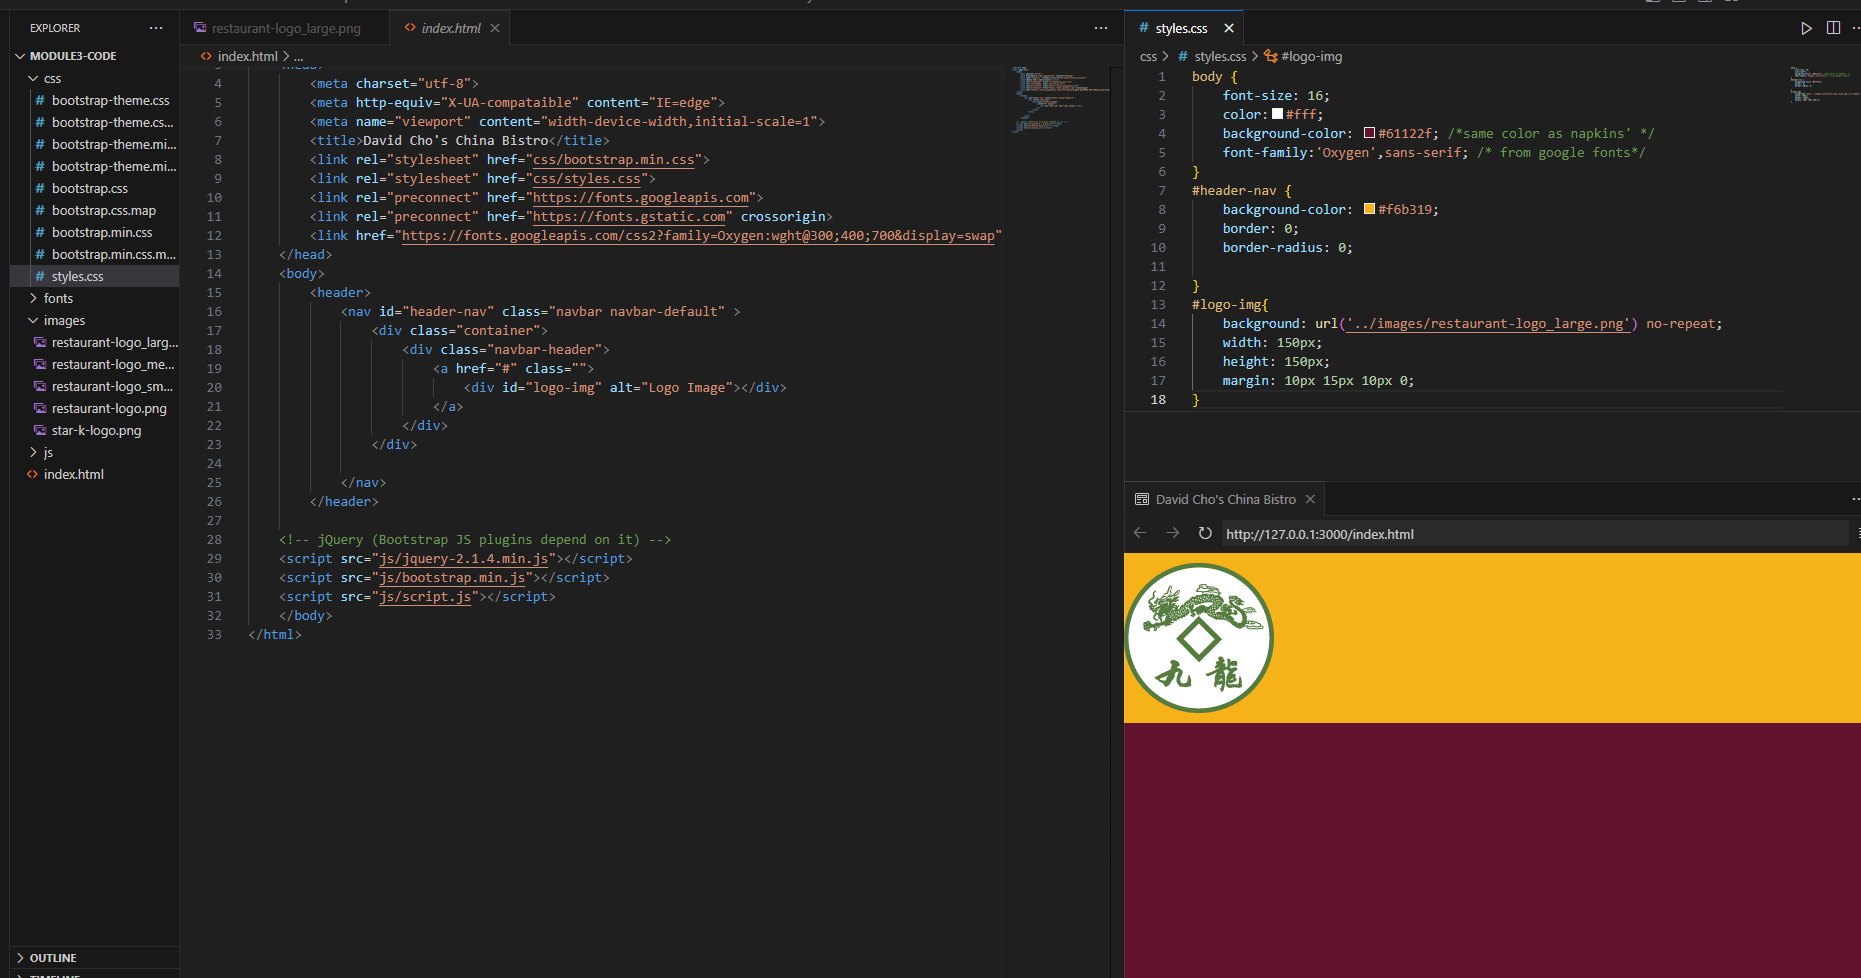 EXPLORER
MODULE3-CODE
css
# bootstrap-theme.css
# bootstrap-theme.cs...
# bootstrap-theme.mi...
# bootstrap-theme.mi...
# bootstrap.css
# bootstrap.css.map
# bootstrap.min.css
# bootstrap.min.css.m...
# styles.css
fonts
images
restaurant-logo_larg...
restaurant-logo_me...
restaurant-logo_sm...
restaurant-logo.png
star-k-logo.png
js
<> index.html
OUTLINE
TIMELINE
restaurant-logo_large.png
<> index.html
<> index.html > ...
3 <head>
4 <meta charset="utf-8">
5 <meta http-equiv="X-UA-compataible" content="IE=edge">
6 <meta name="viewport" content="width-device-width,initial-scale=1">
7 <title>David Cho's China Bistro</title>
8 <link rel="stylesheet" href="css/bootstrap.min.css">
9 <link rel="stylesheet" href="css/styles.css">
10 <link rel="preconnect" href="https://fonts.googleapis.com">
11 <link rel="preconnect" href="https://fonts.gstatic.com" crossorigin>
12 <link href="https://fonts.googleapis.com/css2?family=Oxygen:wght@300;400;700&display=swap"
13 </head>
14 <body>
15 <header>
16 <nav id="header-nav" class="navbar navbar-default" >
17 <div class="container">
18 <div class="navbar-header">
19 <a href="#" class="">
20 <div id="logo-img" alt="Logo Image"></div>
21 </a>
22 </div>
23 </div>
24
25 </nav>
26 </header>
27
28 <!-- jQuery (Bootstrap JS plugins depend on it) -->
29 <script src="js/jquery-2.1.4.min.js"></script>
30 <script src="js/bootstrap.min.js"></script>
31 <script src="js/script.js"></script>
32 </body>
33 </html>
# styles.css
css > # styles.css > #logo-img
1 body {
2 font-size: 16;
3 color: #fff;
4 background-color: #61122f; /*same color as napkins' */
5 font-family:'Oxygen',sans-serif; /* from google fonts*/
6 }
7 #header-nav {
8 background-color: #f6b319;
9 border: 0;
10 border-radius: 0;
11
12 }
13 #logo-img{
14 background: url('../images/restaurant-logo_large.png') no-repeat;
15 width: 150px;
16 height: 150px;
17 margin: 10px 15px 10px 0;
18 }
David Cho's China Bistro
http://127.0.0.1:3000/index.html
九龍